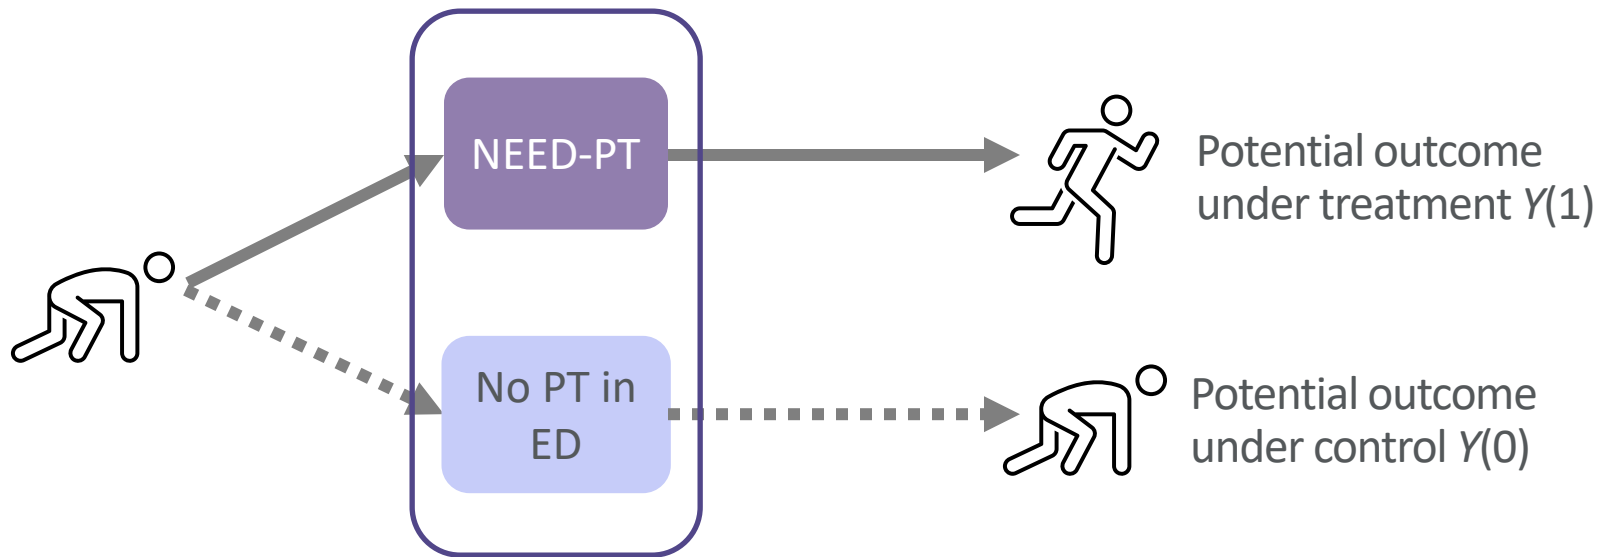 NEED-PT
Potential outcome
under treatment Y(1)
No PT in
ED
Potential outcome
under control Y(0)